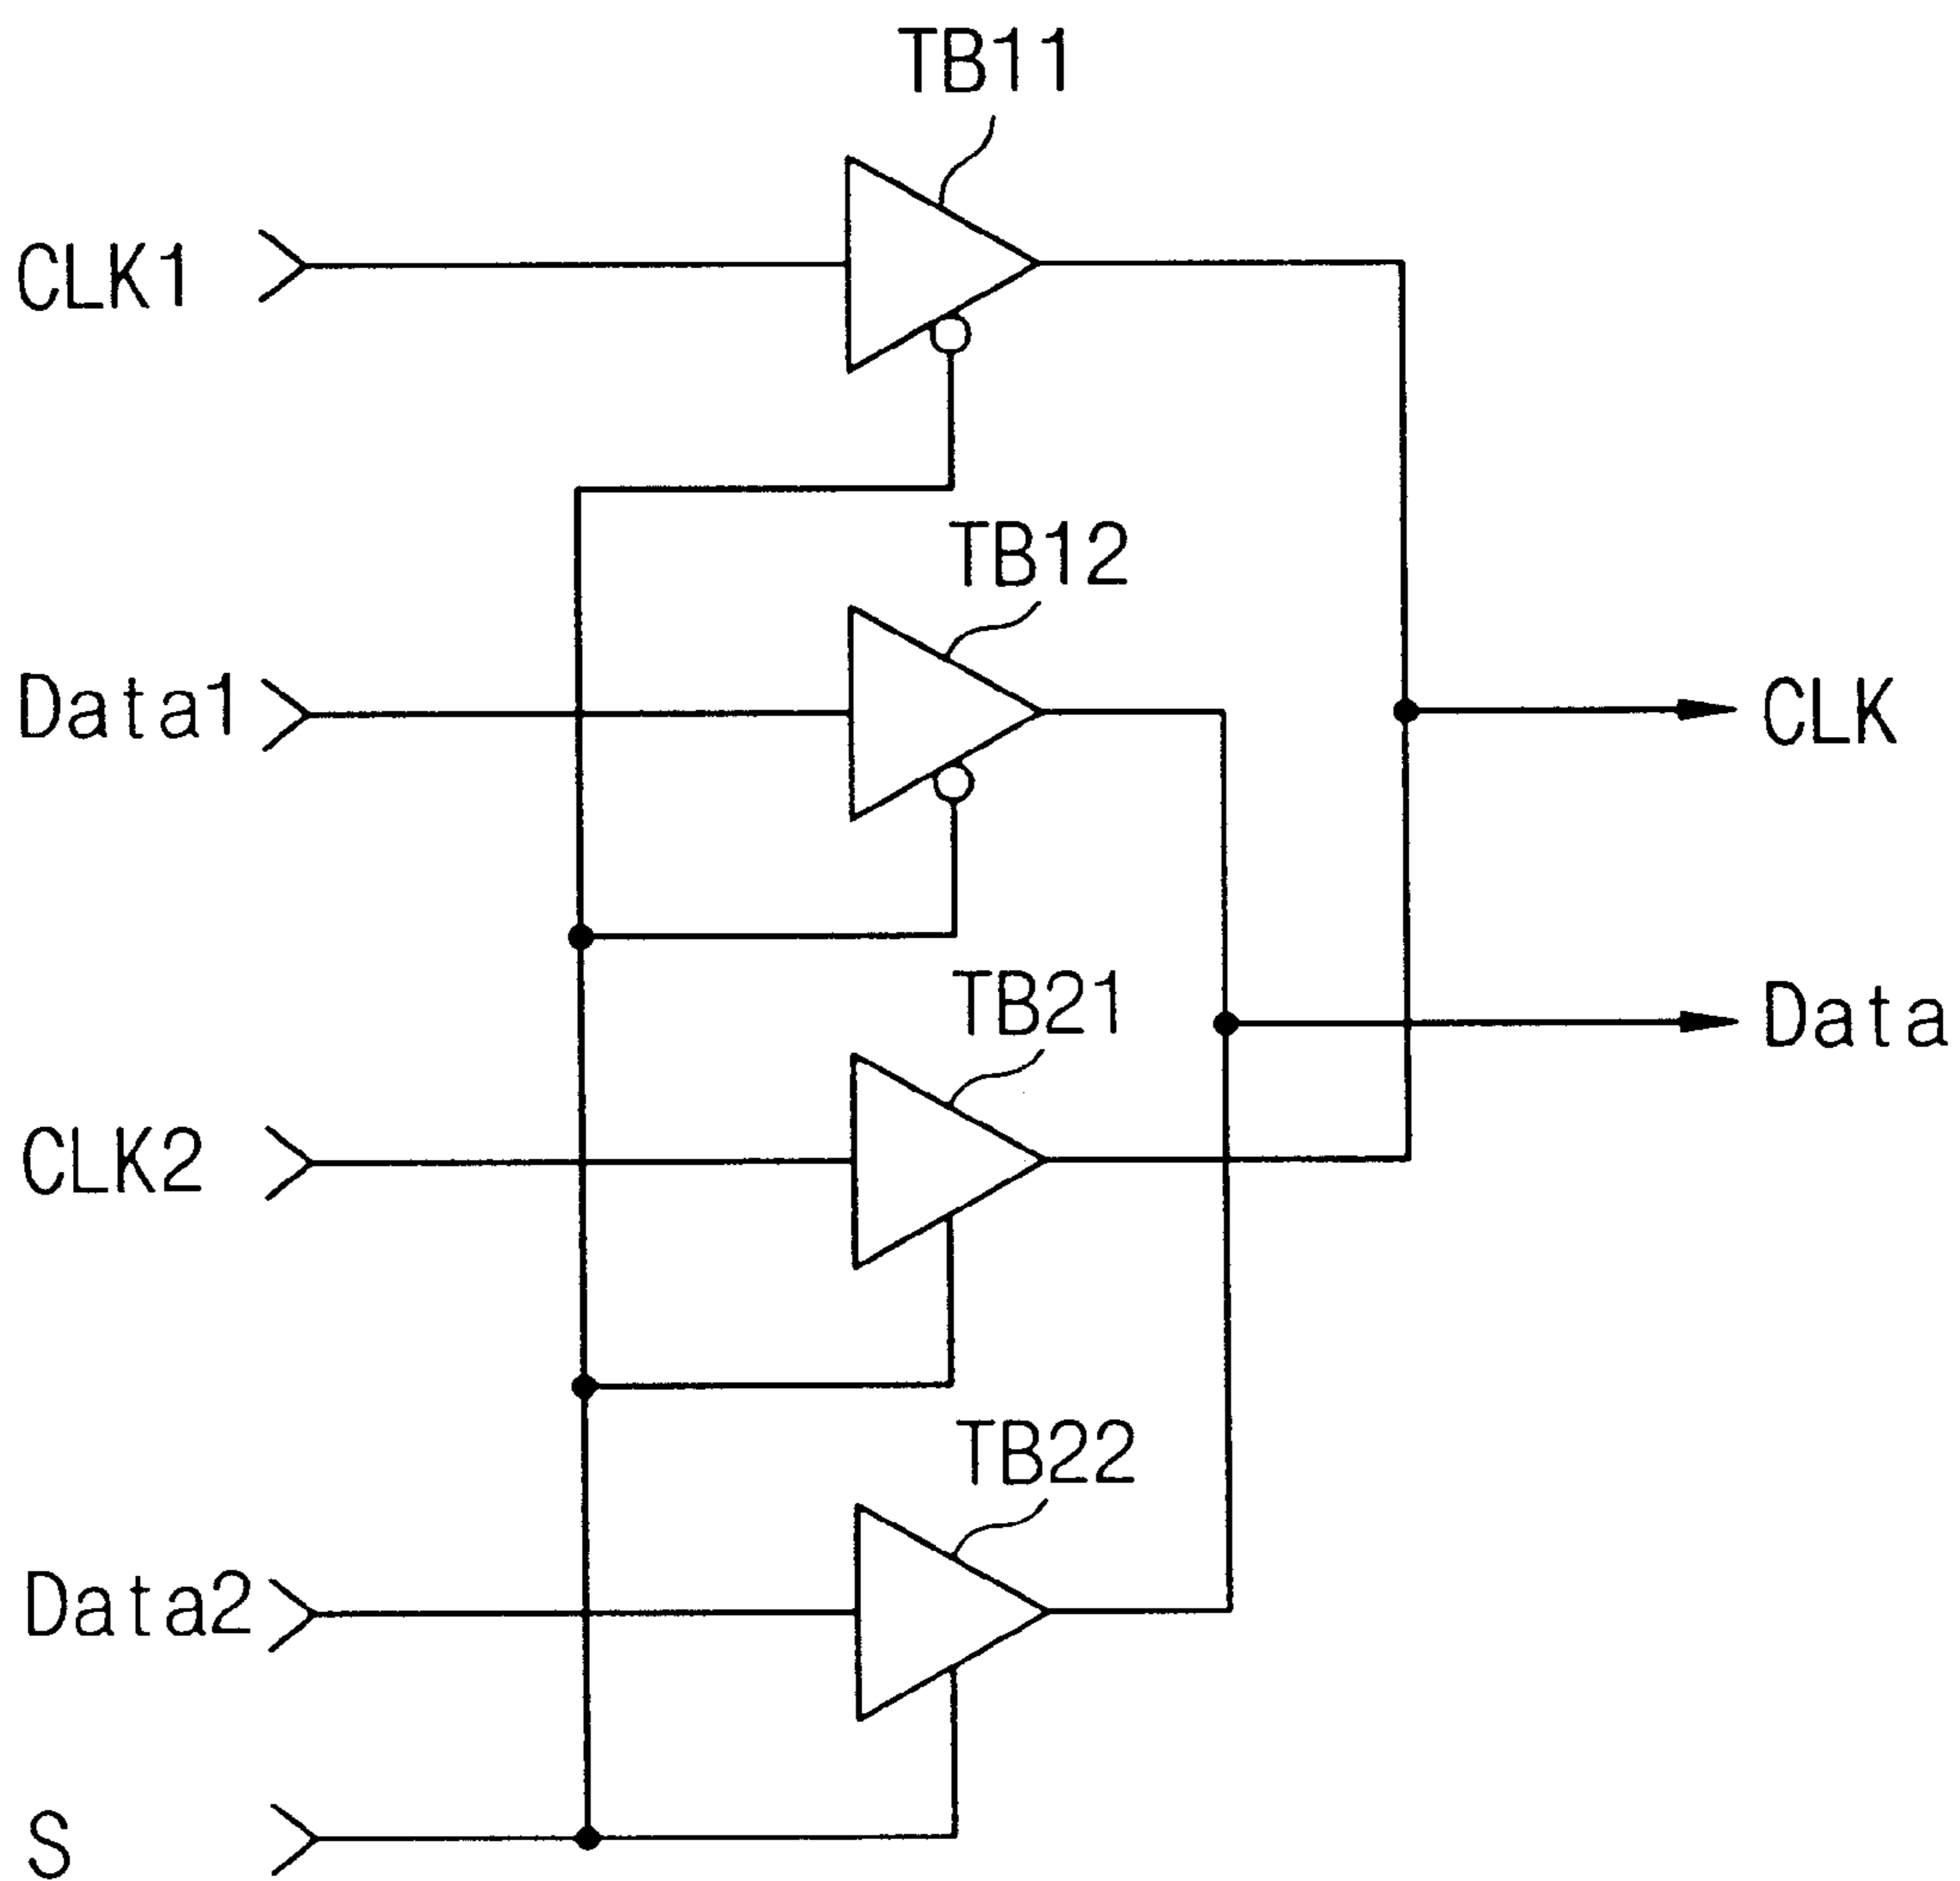 TB11
CLK1
TB12
Data1
CLK
TB21
Data
CLK2
TB22
Data2
S